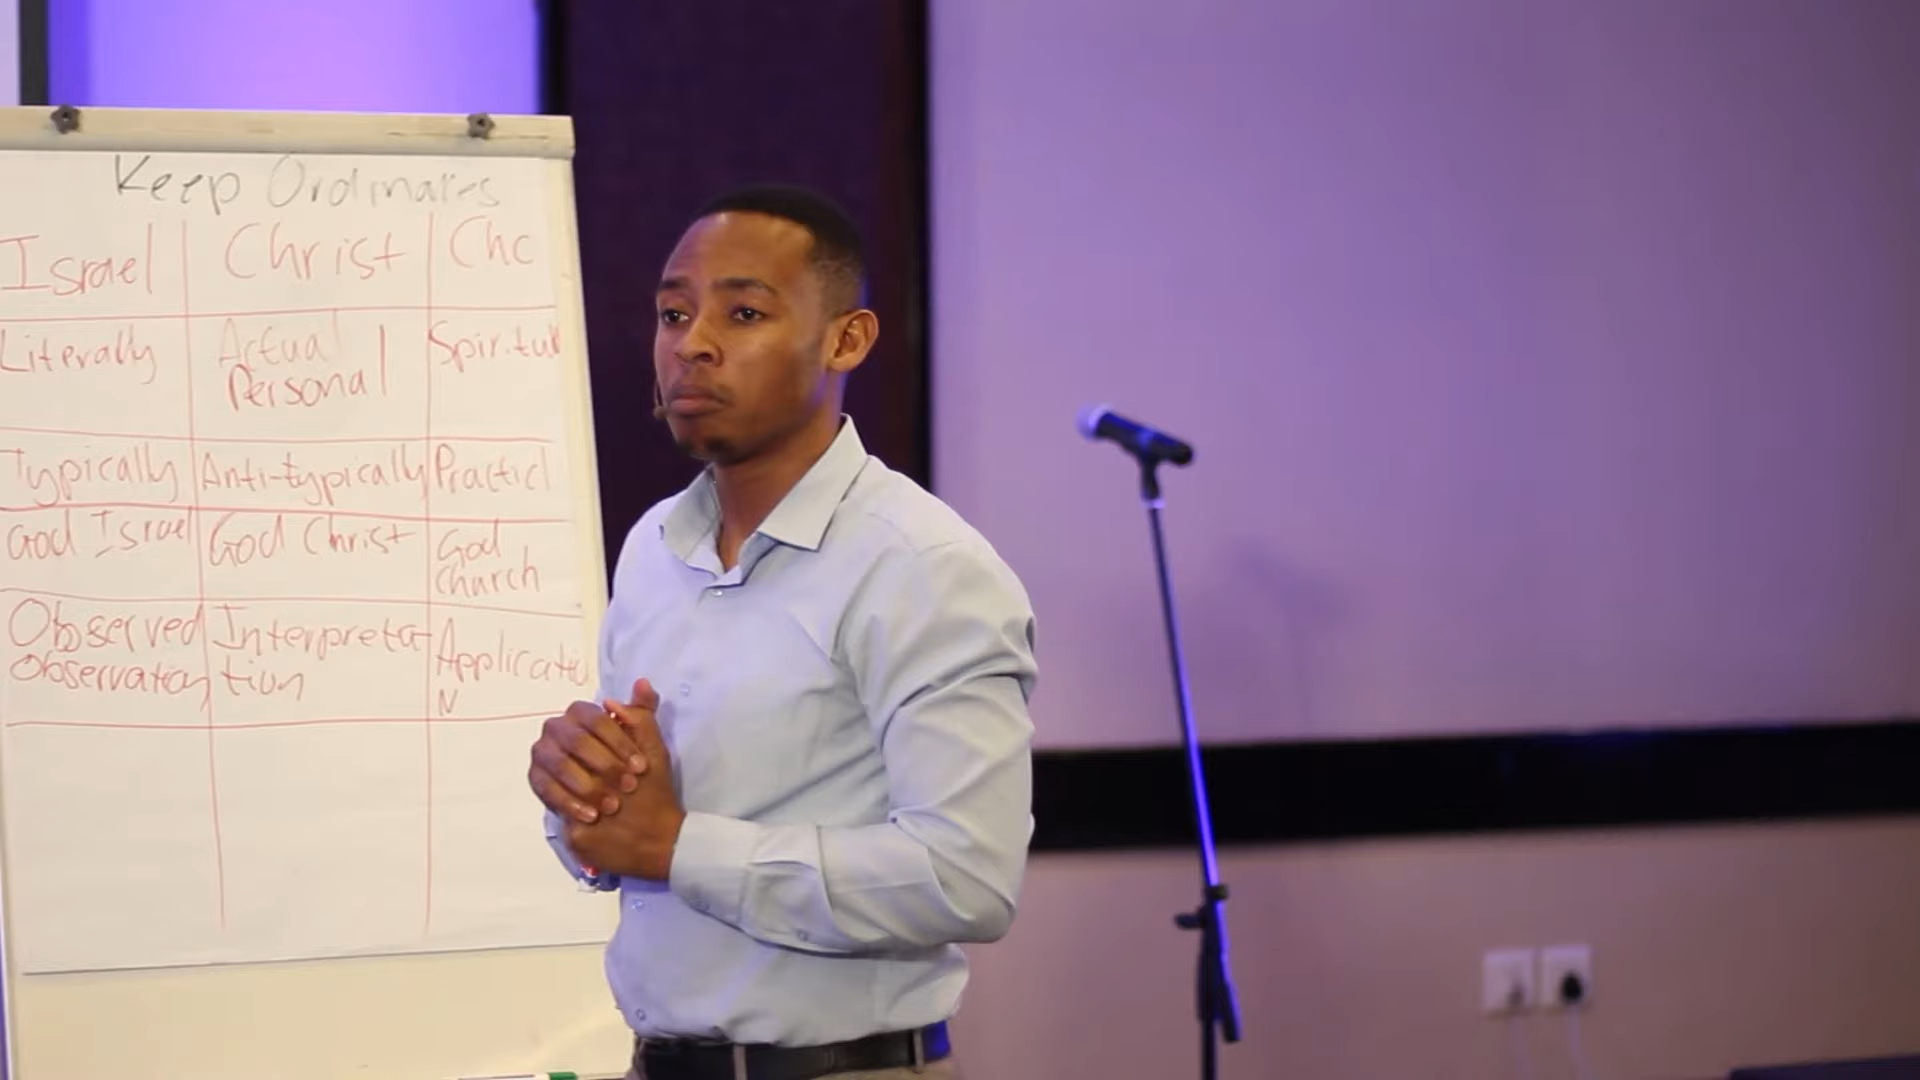 Keep Ordinates
Israel Christ Chc
Literally Actual Spiritul
Personal
Typically Anti-typically Practicl
God Israel God Christ God
Church
Observed Interpreta- Applicatio
Observation tion N